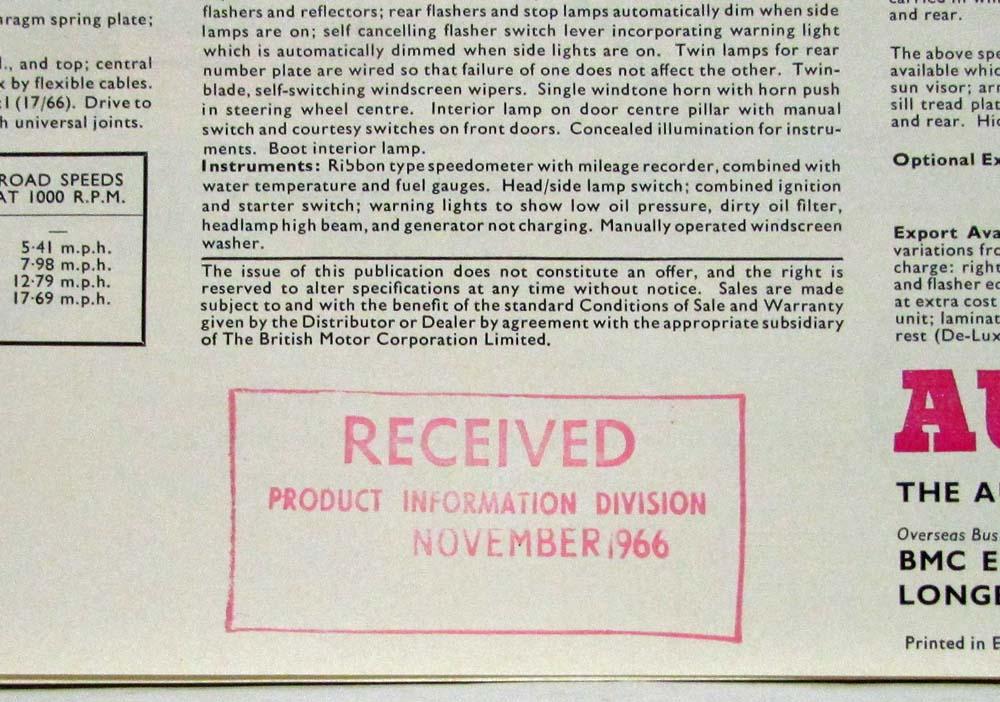 aragm spring plate;
., and top; central
x by flexible cables.
:1 (17/66). Drive to
h universal joints.
ROAD SPEEDS
AT 1000 R.P.M.
5·41 m.p.h.
7·98 m.p.h.
12·79 m.p.h.
17·69 m.p.h.
flashers and reflectors; rear flashers and stop lamps automatically dim when side
lamps are on; self cancelling flasher switch lever incorporating warning light
which is automatically dimmed when side lights are on. Twin lamps for rear
number plate are wired so that failure of one does not affect the other. Twin-
blade, self-switching windscreen wipers. Single windtone horn with horn push
in steering wheel centre. Interior lamp on door centre pillar with manual
switch and courtesy switches on front doors. Concealed illumination for instru-
ments. Boot interior lamp.
Instruments: Ribbon type speedometer with mileage recorder, combined with
water temperature and fuel gauges. Head/side lamp switch; combined ignition
and starter switch; warning lights to show low oil pressure, dirty oil filter,
headlamp high beam, and generator not charging. Manually operated windscreen
washer.
The issue of this publication does not constitute an offer, and the right is
reserved to alter specifications at any time without notice. Sales are made
subject to and with the benefit of the standard Conditions of Sale and Warranty
given by the Distributor or Dealer by agreement with the appropriate subsidiary
of The British Motor Corporation Limited.
RECEIVED
PRODUCT INFORMATION DIVISION
NOVEMBER 1966
and rear.
The above spe
available whic
sun visor; arr
sill tread plat
and rear. Hi
Optional Ex
Export Ava
variations fro
charge: right
and flasher e
at extra cost
unit; laminat
rest (De-Lux
AU
THE A
Overseas Bus
BMC E
LONG
Printed in E